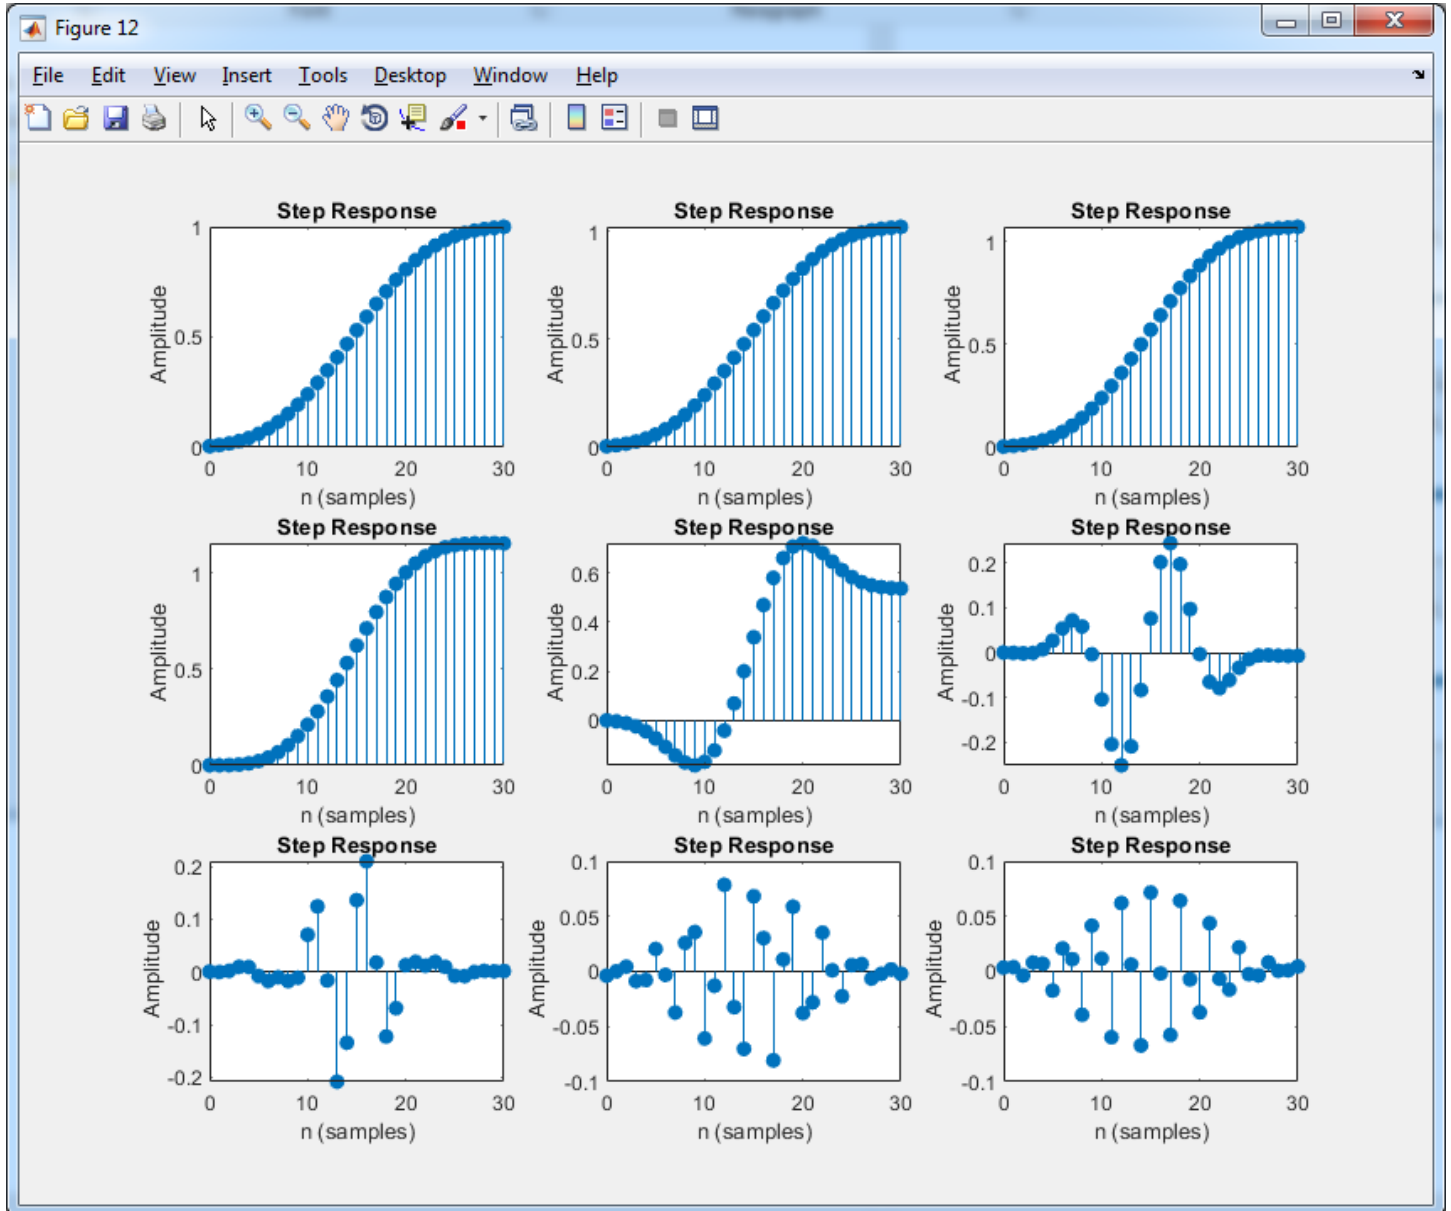 Figure 12
File Edit View Insert Tools Desktop Window Help
Step Response
Amplitude
1
0.5
0
0 10 20 30
n (samples)
Step Response
Amplitude
1
0.5
0
0 10 20 30
n (samples)
Step Response
Amplitude
1
0.5
0
0 10 20 30
n (samples)
Step Response
Amplitude
1
0.5
0
0 10 20 30
n (samples)
Step Response
Amplitude
0.6
0.4
0.2
0
0 10 20 30
n (samples)
Step Response
Amplitude
0.2
0.1
0
-0.1
-0.2
0 10 20 30
n (samples)
Step Response
Amplitude
0.2
0.1
0
-0.1
-0.2
0 10 20 30
n (samples)
Step Response
Amplitude
0.1
0.05
0
-0.05
-0.1
0 10 20 30
n (samples)
Step Response
Amplitude
0.1
0.05
0
-0.05
-0.1
0 10 20 30
n (samples)